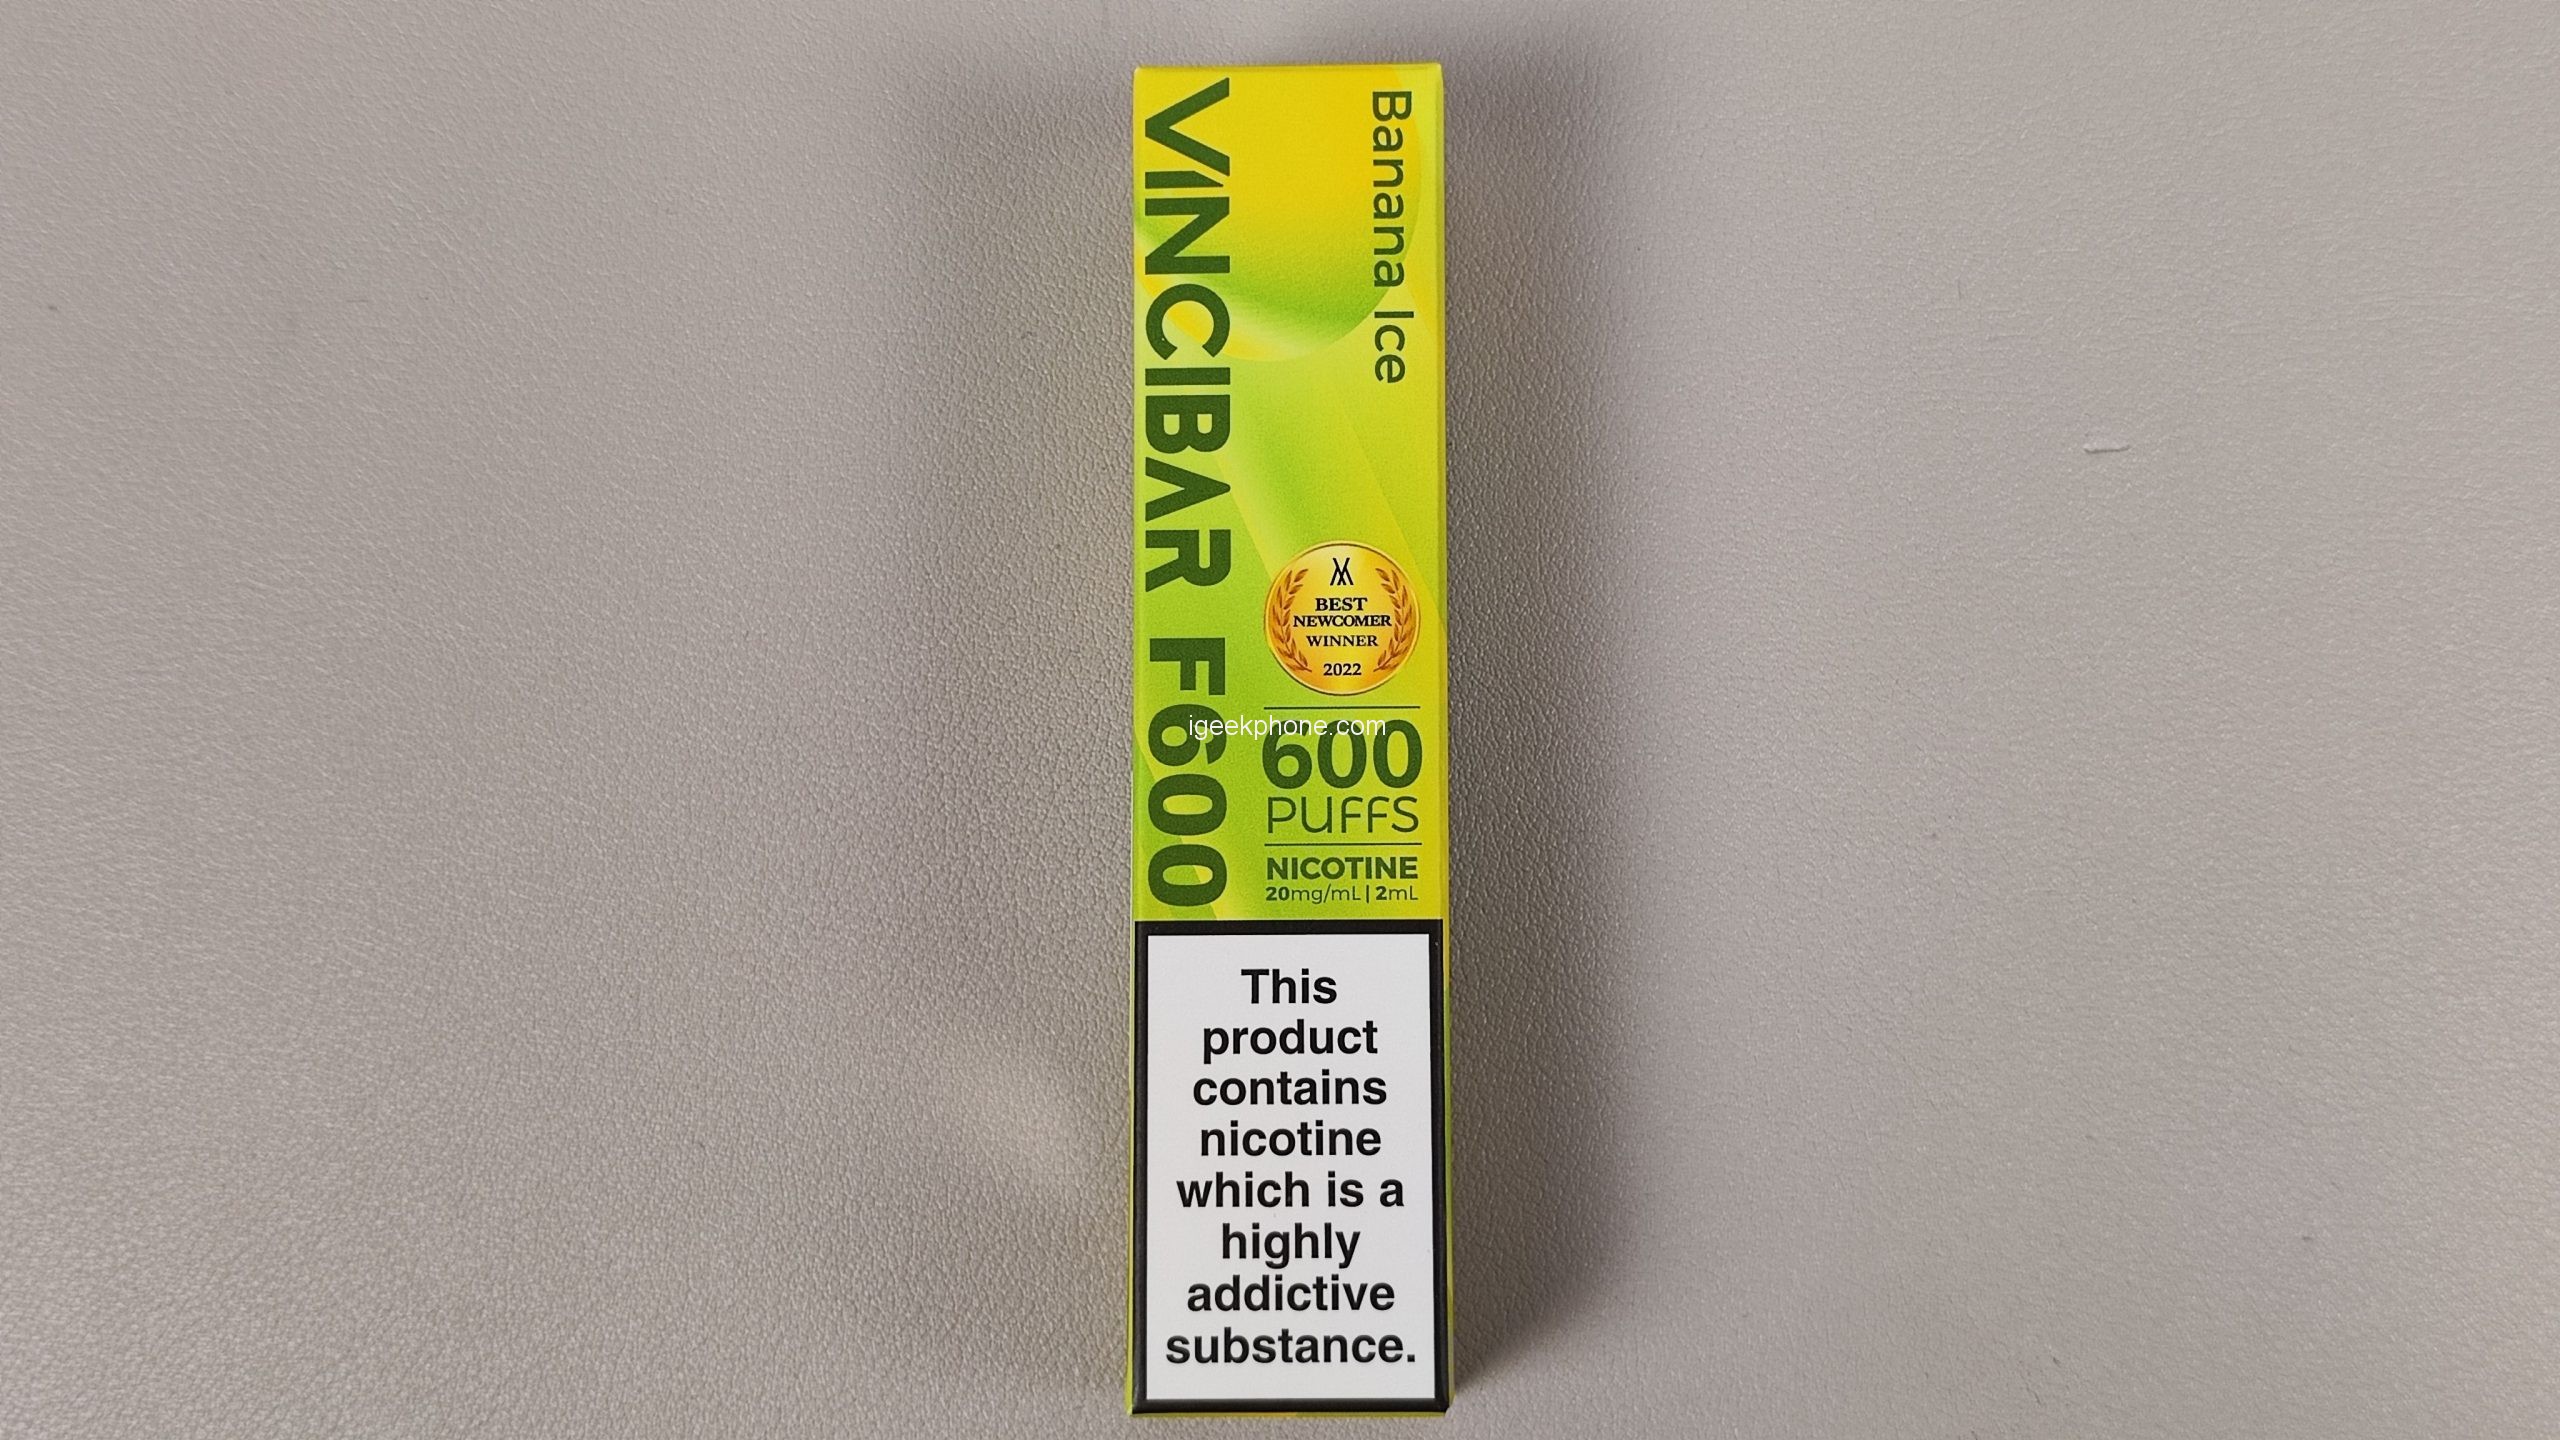 Banana Ice
VINCIBAR F600
BEST
NEWCOMER
WINNER
2022
igeekphone.com
600
PUFFS
NICOTINE
20mg/mL | 2mL
This
product
contains
nicotine
which is a
highly
addictive
substance.